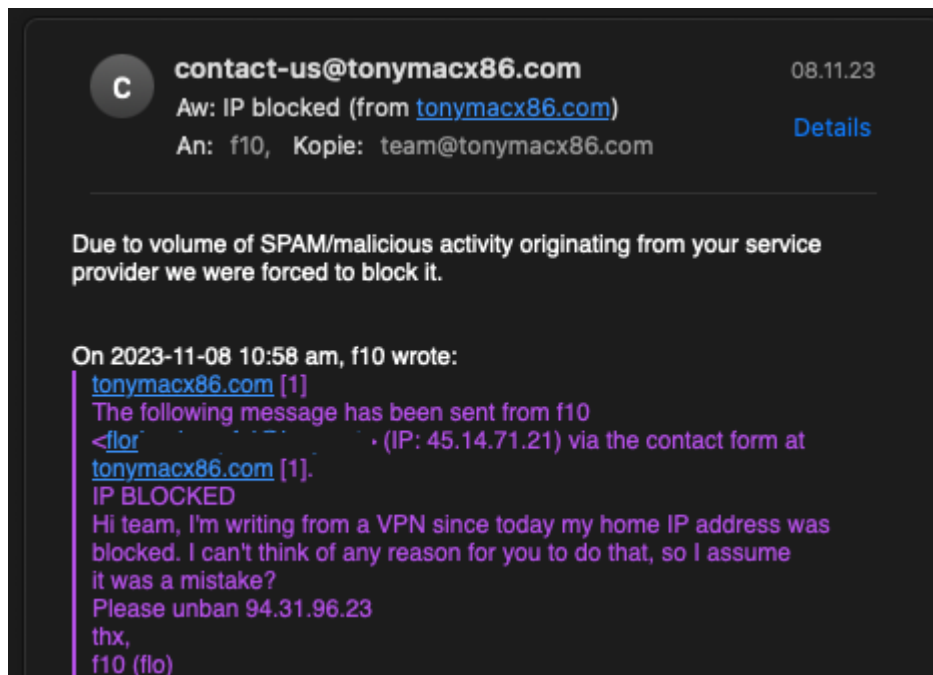 C
contact-us@tonymacx86.com
08.11.23
Aw: IP blocked (from tonymacx86.com)
Details
An: f10, Kopie: team@tonymacx86.com
Due to volume of SPAM/malicious activity originating from your service
provider we were forced to block it.
On 2023-11-08 10:58 am, f10 wrote:
tonymacx86.com [1]
The following message has been sent from f10
<flor (IP: 45.14.71.21) via the contact form at
tonymacx86.com [1].
IP BLOCKED
Hi team, I'm writing from a VPN since today my home IP address was
blocked. I can't think of any reason for you to do that, so I assume
it was a mistake?
Please unban 94.31.96.23
thx,
f10 (flo)